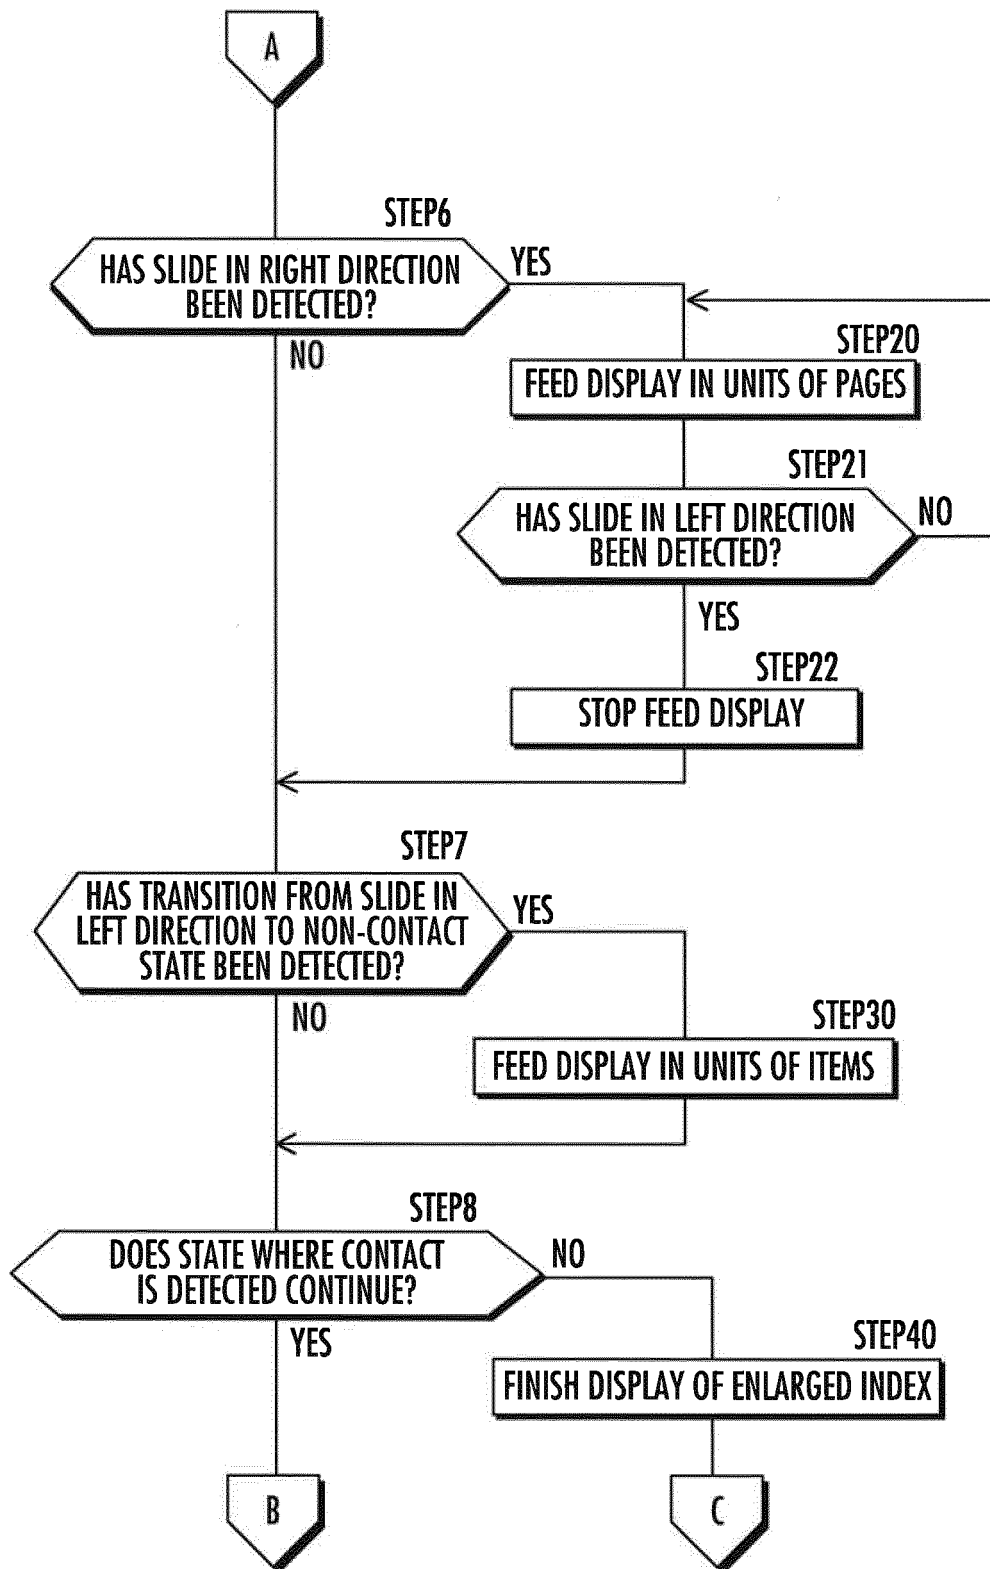 A
STEP6
HAS SLIDE IN RIGHT DIRECTION
BEEN DETECTED?
YES
NO
STEP20
FEED DISPLAY IN UNITS OF PAGES
STEP21
HAS SLIDE IN LEFT DIRECTION
BEEN DETECTED?
NO
YES
STEP22
STOP FEED DISPLAY
STEP7
HAS TRANSITION FROM SLIDE IN
LEFT DIRECTION TO NON-CONTACT
STATE BEEN DETECTED?
YES
NO
STEP30
FEED DISPLAY IN UNITS OF ITEMS
STEP8
DOES STATE WHERE CONTACT
IS DETECTED CONTINUE?
NO
YES
STEP40
FINISH DISPLAY OF ENLARGED INDEX
B
C